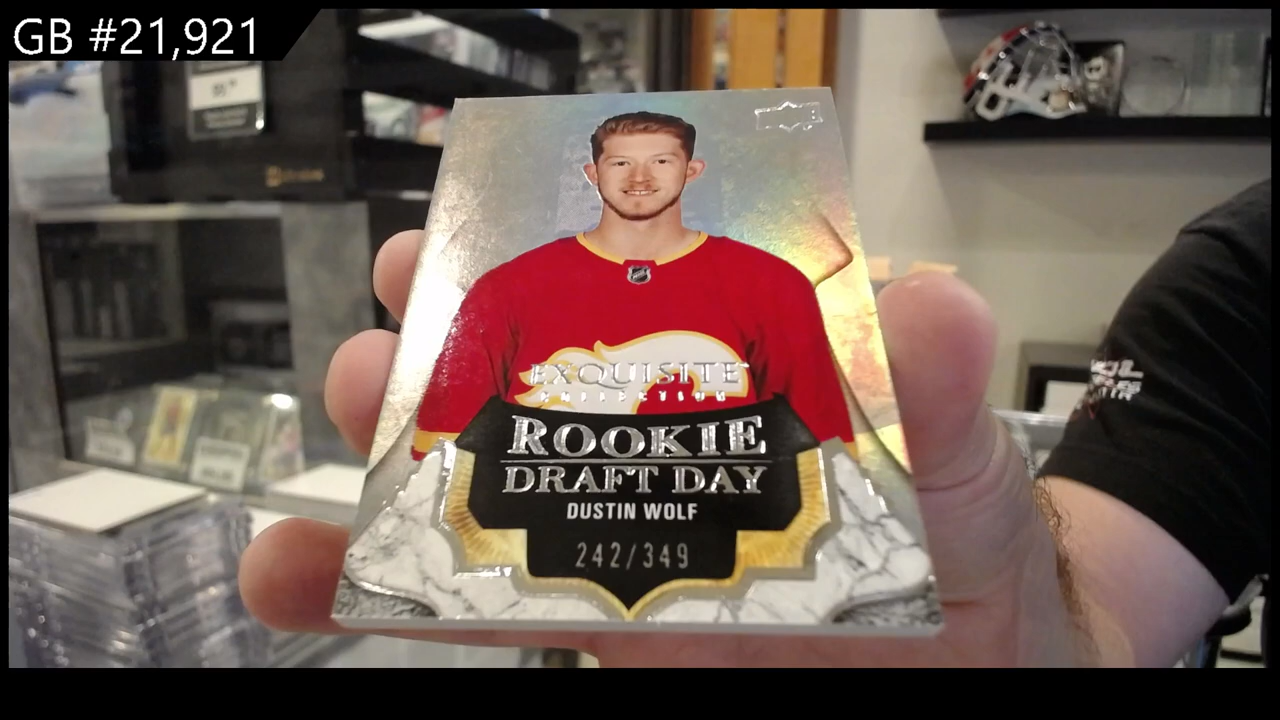 GB #21,921
EXQUISITE
COLLECTION
ROOKIE
DRAFT DAY
DUSTIN WOLF
242/349